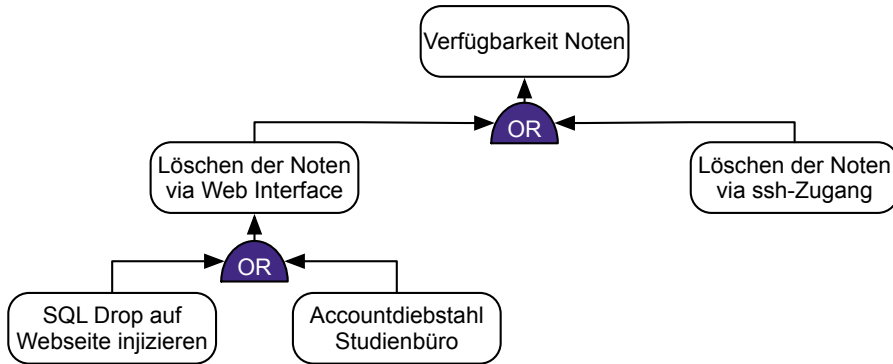 Verfügbarkeit Noten
OR
Löschen der Noten
via Web Interface
Löschen der Noten
via ssh-Zugang
OR
SQL Drop auf
Webseite injizieren
Accountdiebstahl
Studienbüro